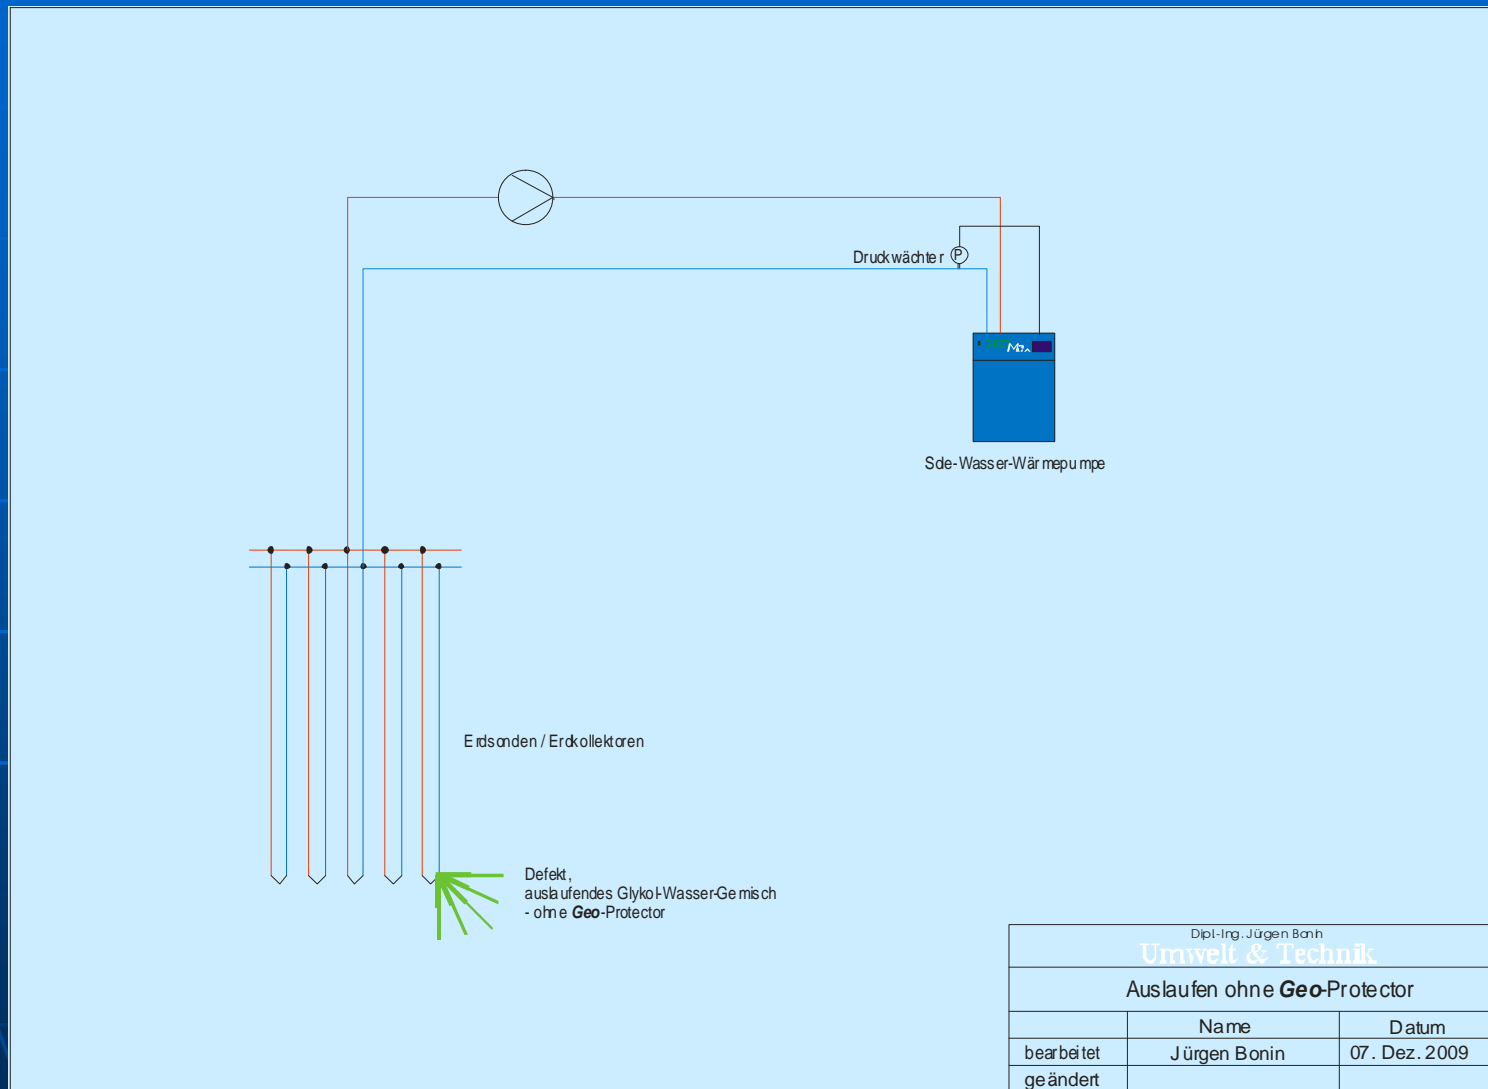 Druckwächter P
Sole-Wasser-Wärmepumpe
Erdsonden / Erdkollektoren
Defekt,
auslaufendes Glykol-Wasser-Gemisch
- ohne Geo-Protector
Dipl.-Ing. Jürgen Bonin
Umwelt & Technik
Auslaufen ohne Geo-Protector
Name Datum
bearbeitet Jürgen Bonin 07. Dez. 2009
geändert